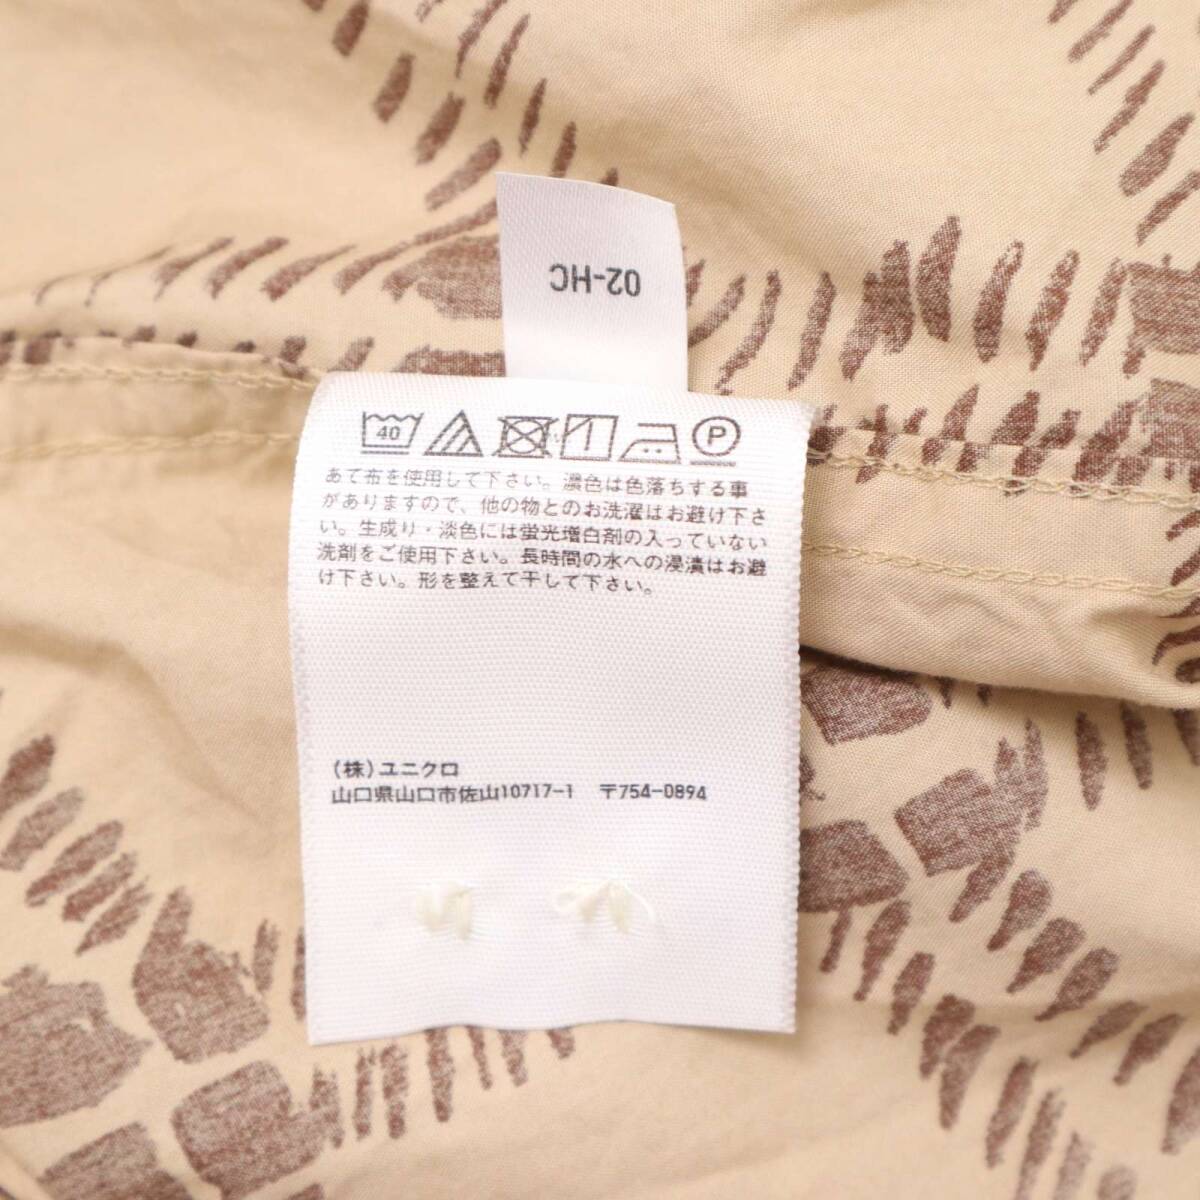 02-HC
40 P
あて布を使用して下さい。濃色は色落ちする事
がありますので、他の物とのお洗濯はお避け下さ
い。生成り・淡色には蛍光増白剤の入っていない
洗剤をご使用下さい。長時間の水への浸漬はお避
け下さい。形を整えて干して下さい。
(株)ユニクロ
山口県山口市佐山10717-1 〒754-0894